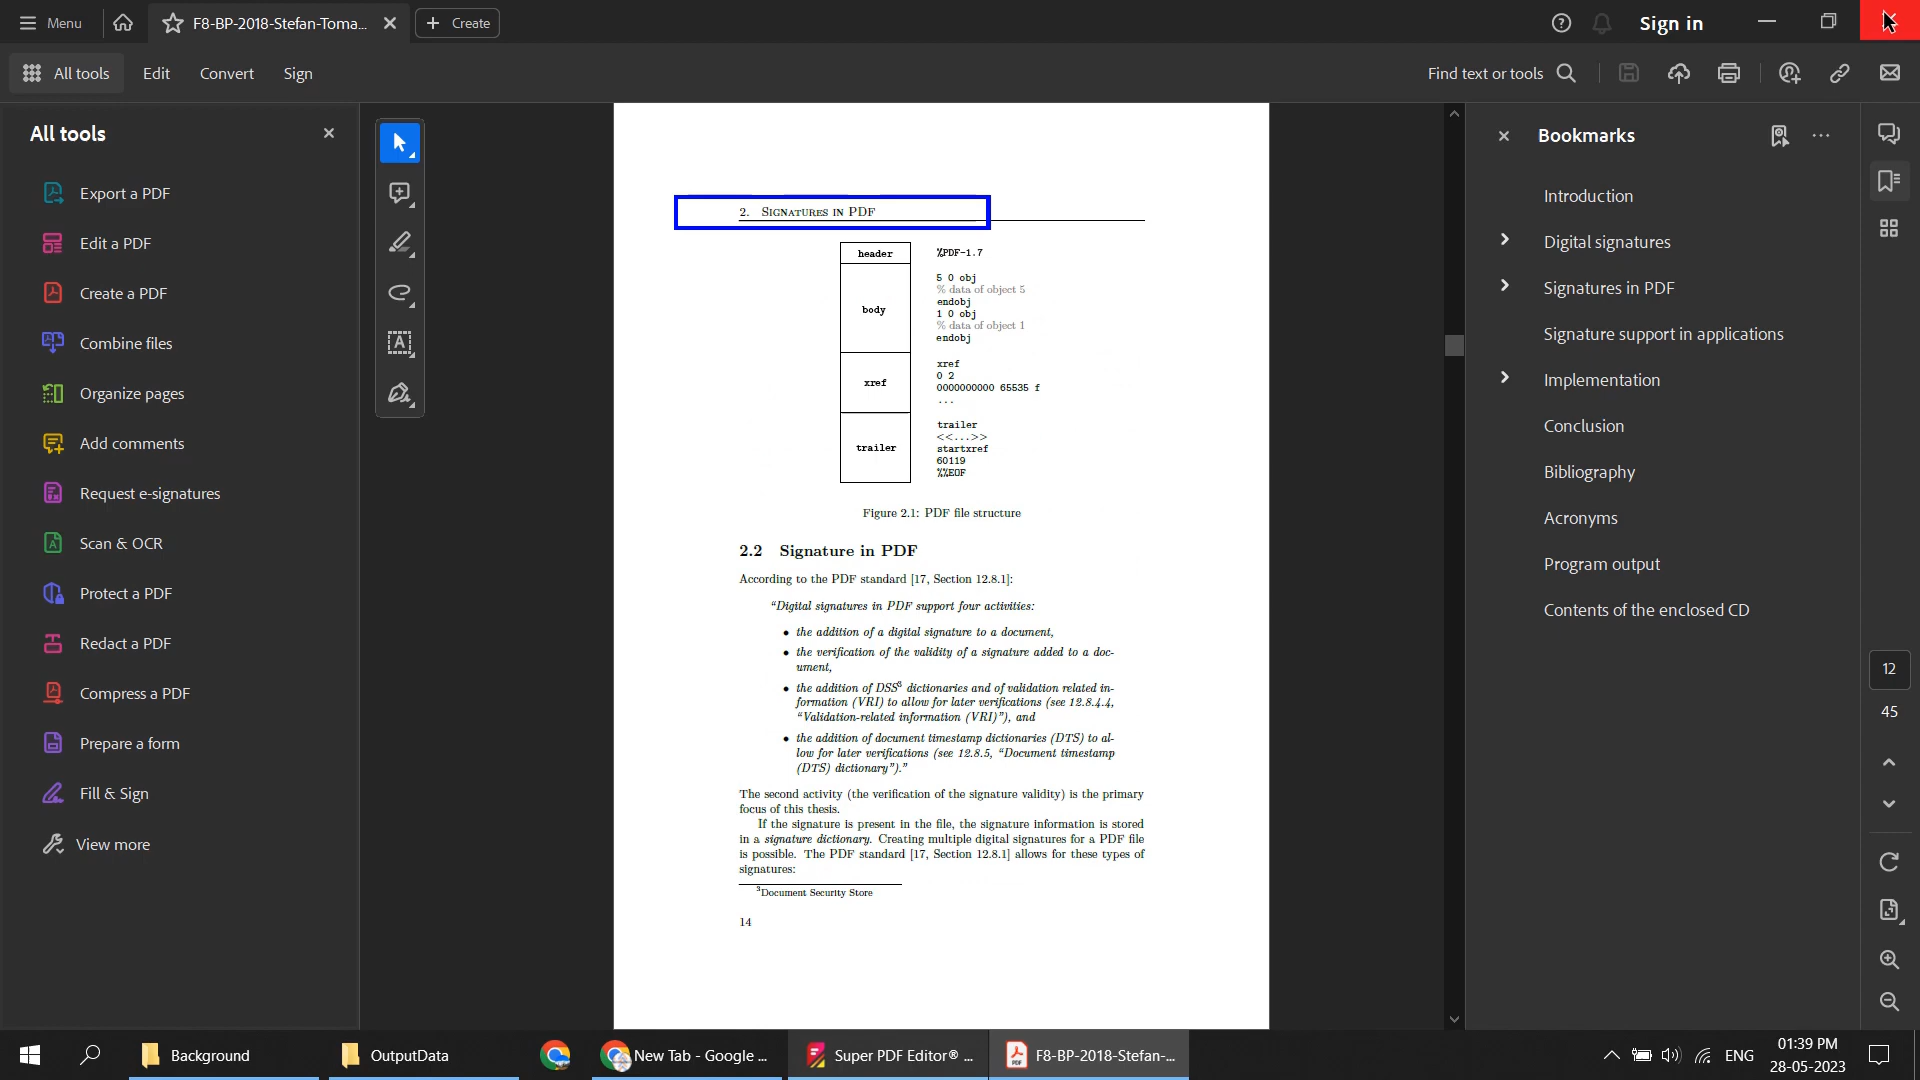 Menu
F8-BP-2018-Stefan-Toma...
Create
Sign in
All tools
Edit
Convert
Sign
Find text or tools
All tools
Export a PDF
Edit a PDF
Create a PDF
Combine files
Organize pages
Add comments
Request e-signatures
Scan & OCR
Protect a PDF
Redact a PDF
Compress a PDF
Prepare a form
Fill & Sign
View more
2. Signatures in PDF
header
body
xref
trailer
%PDF-1.7
5 0 obj
% data of object 5
endobj
1 0 obj
% data of object 1
endobj
xref
0 2
0000000000 65535 f
...
trailer
<<...>>
startxref
60119
%%EOF
Figure 2.1: PDF file structure
2.2 Signature in PDF
According to the PDF standard [17, Section 12.8.1]:
“Digital signatures in PDF support four activities:
• the addition of a digital signature to a document,
• the verification of the validity of a signature added to a doc-
ument,
• the addition of DSS3 dictionaries and of validation related in-
formation (VRI) to allow for later verifications (see 12.8.4.4,
“Validation-related information (VRI)”), and
• the addition of document timestamp dictionaries (DTS) to al-
low for later verifications (see 12.8.5, “Document timestamp
(DTS) dictionary”).”
The second activity (the verification of the signature validity) is the primary
focus of this thesis.
If the signature is present in the file, the signature information is stored
in a signature dictionary. Creating multiple digital signatures for a PDF file
is possible. The PDF standard [17, Section 12.8.1] allows for these types of
signatures:
3Document Security Store
14
Bookmarks
Introduction
Digital signatures
Signatures in PDF
Signature support in applications
Implementation
Conclusion
Bibliography
Acronyms
Program output
Contents of the enclosed CD
12
45
Background
OutputData
New Tab - Google ...
Super PDF Editor® ...
F8-BP-2018-Stefan-...
ENG
01:39 PM
28-05-2023